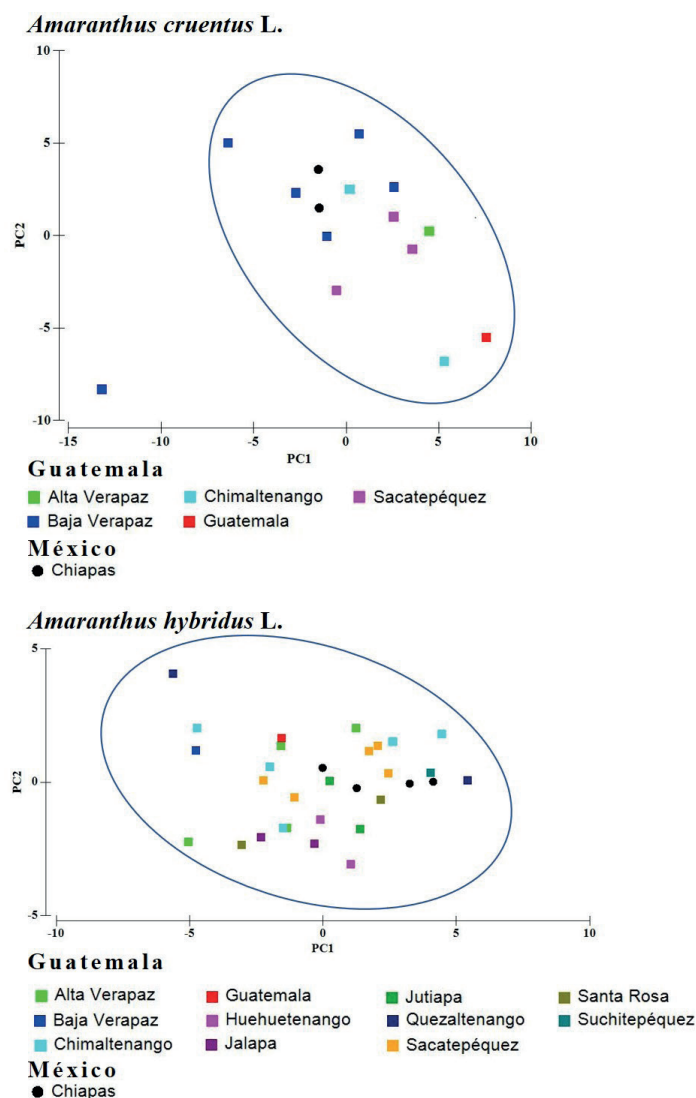 Amaranthus cruentus L.
10
5
0
-5
-10
PC2
-15
-10
-5
0
5
10
PC1
Guatemala
Alta Verapaz Chimaltenango Sacatepéquez
Baja Verapaz Guatemala
México
Chiapas
Amaranthus hybridus L.
5
0
-5
PC2
-10
-5
0
5
10
PC1
Guatemala
Alta Verapaz Guatemala Jutiapa Santa Rosa
Baja Verapaz Huehuetenango Quezaltenango Suchitepéquez
Chimaltenango Jalapa Sacatepéquez
México
Chiapas